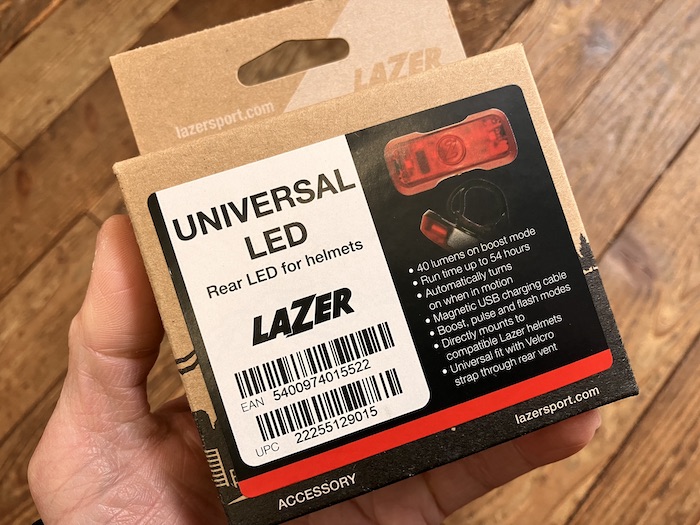 lazersport.com
LAZER
UNIVERSAL
LED
Rear LED for helmets
LAZER
EAN 5400974015522
UPC 22255129015
• 40 lumens on boost mode
• Run time up to 54 hours
• Automatically turns
on when in motion
• Magnetic USB charging cable
• Boost, pulse and flash modes
• Directly mounts to
compatible Lazer helmets
• Universal fit with Velcro
strap through rear vent
lazersport.com
ACCESSORY